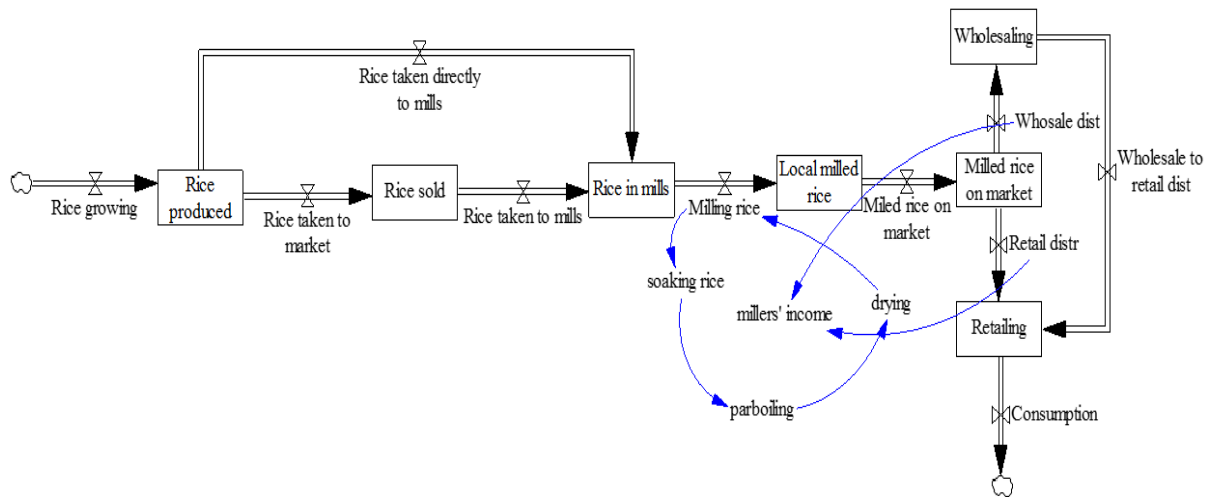 Wholesaling
Rice taken directly
to mills
Whosale dist
Wholesale to
retail dist
Rice
produced
Rice sold
Rice in mills
Local milled
rice
Milled rice
on market
Rice growing
Rice taken to
market
Rice taken to mills
Milling rice
Miled rice on
market
Retail distr
soaking rice
drying
millers' income
Retailing
parboiling
Consumption